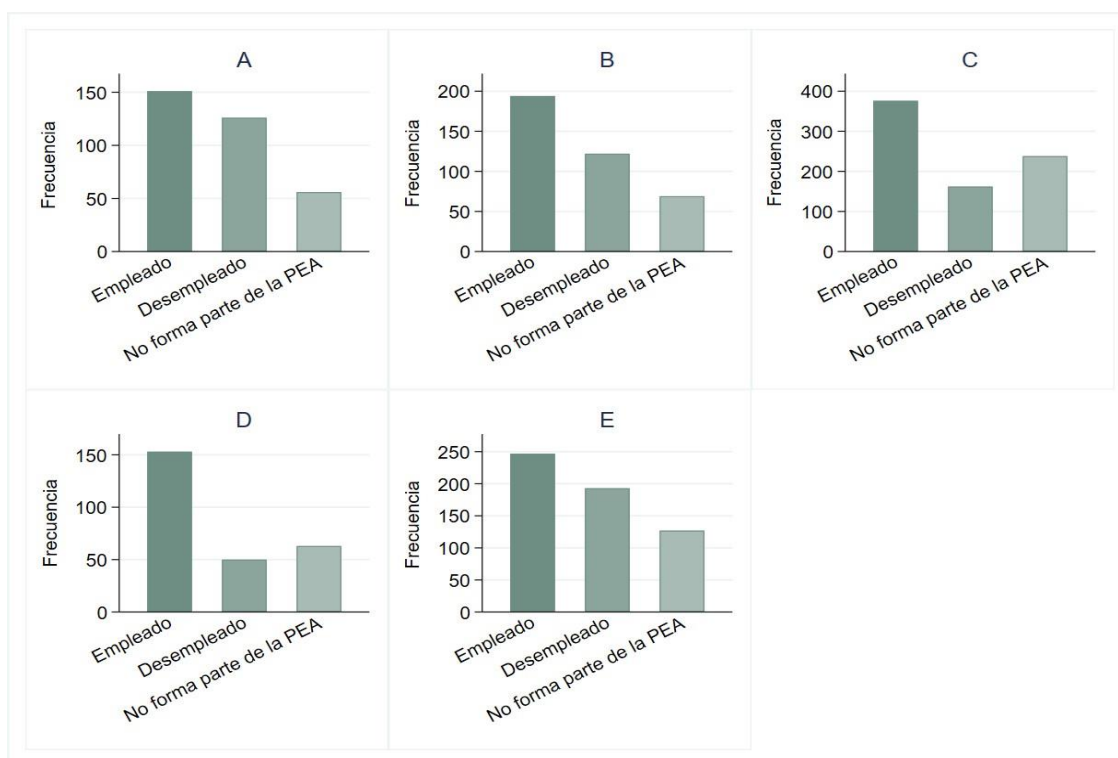 A
Frecuencia
150
100
50
0
Empleado
Desempleado
No forma parte de la PEA
B
Frecuencia
200
150
100
50
0
Empleado
Desempleado
No forma parte de la PEA
C
Frecuencia
400
300
200
100
0
Empleado
Desempleado
No forma parte de la PEA
D
Frecuencia
150
100
50
0
Empleado
Desempleado
No forma parte de la PEA
E
Frecuencia
250
200
150
100
50
0
Empleado
Desempleado
No forma parte de la PEA